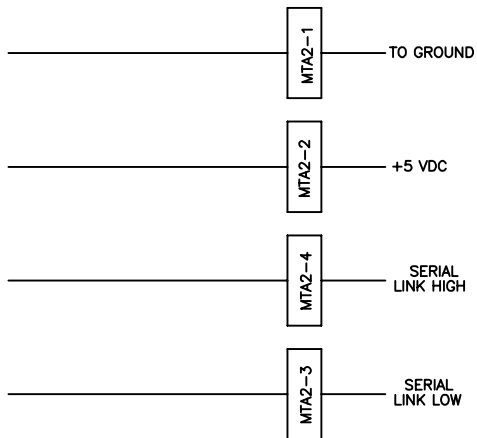 MTA2-1
TO GROUND
MTA2-2
+5 VDC
MTA2-4
SERIAL
LINK HIGH
MTA2-3
SERIAL
LINK LOW